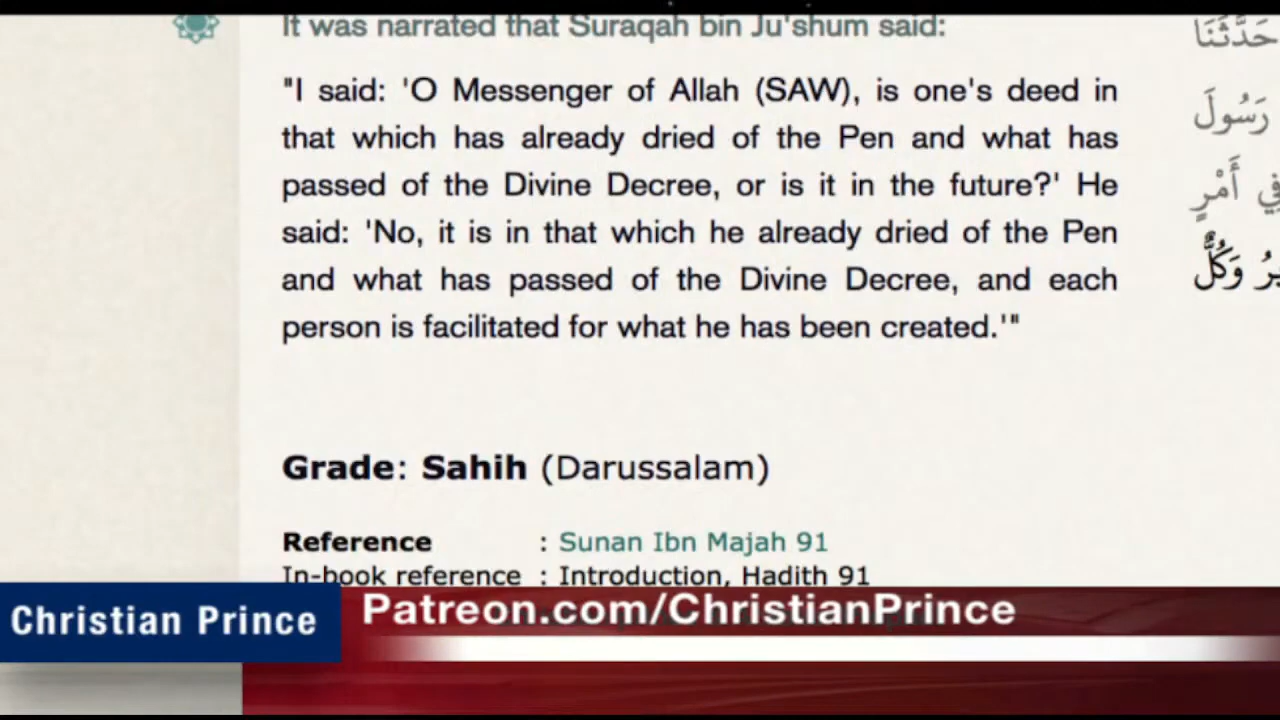 It was narrated that Suraqah bin Ju'shum said:
"I said: 'O Messenger of Allah (SAW), is one's deed in
that which has already dried of the Pen and what has
passed of the Divine Decree, or is it in the future?' He
said: 'No, it is in that which he already dried of the Pen
and what has passed of the Divine Decree, and each
person is facilitated for what he has been created.'"
حَدَّثَنَا
رَسُولَ
فِي أَمْرٍ
وَكُلٌّ
Grade: Sahih (Darussalam)
Reference : Sunan Ibn Majah 91
In-book reference : Introduction, Hadith 91
Christian Prince
Patreon.com/ChristianPrince